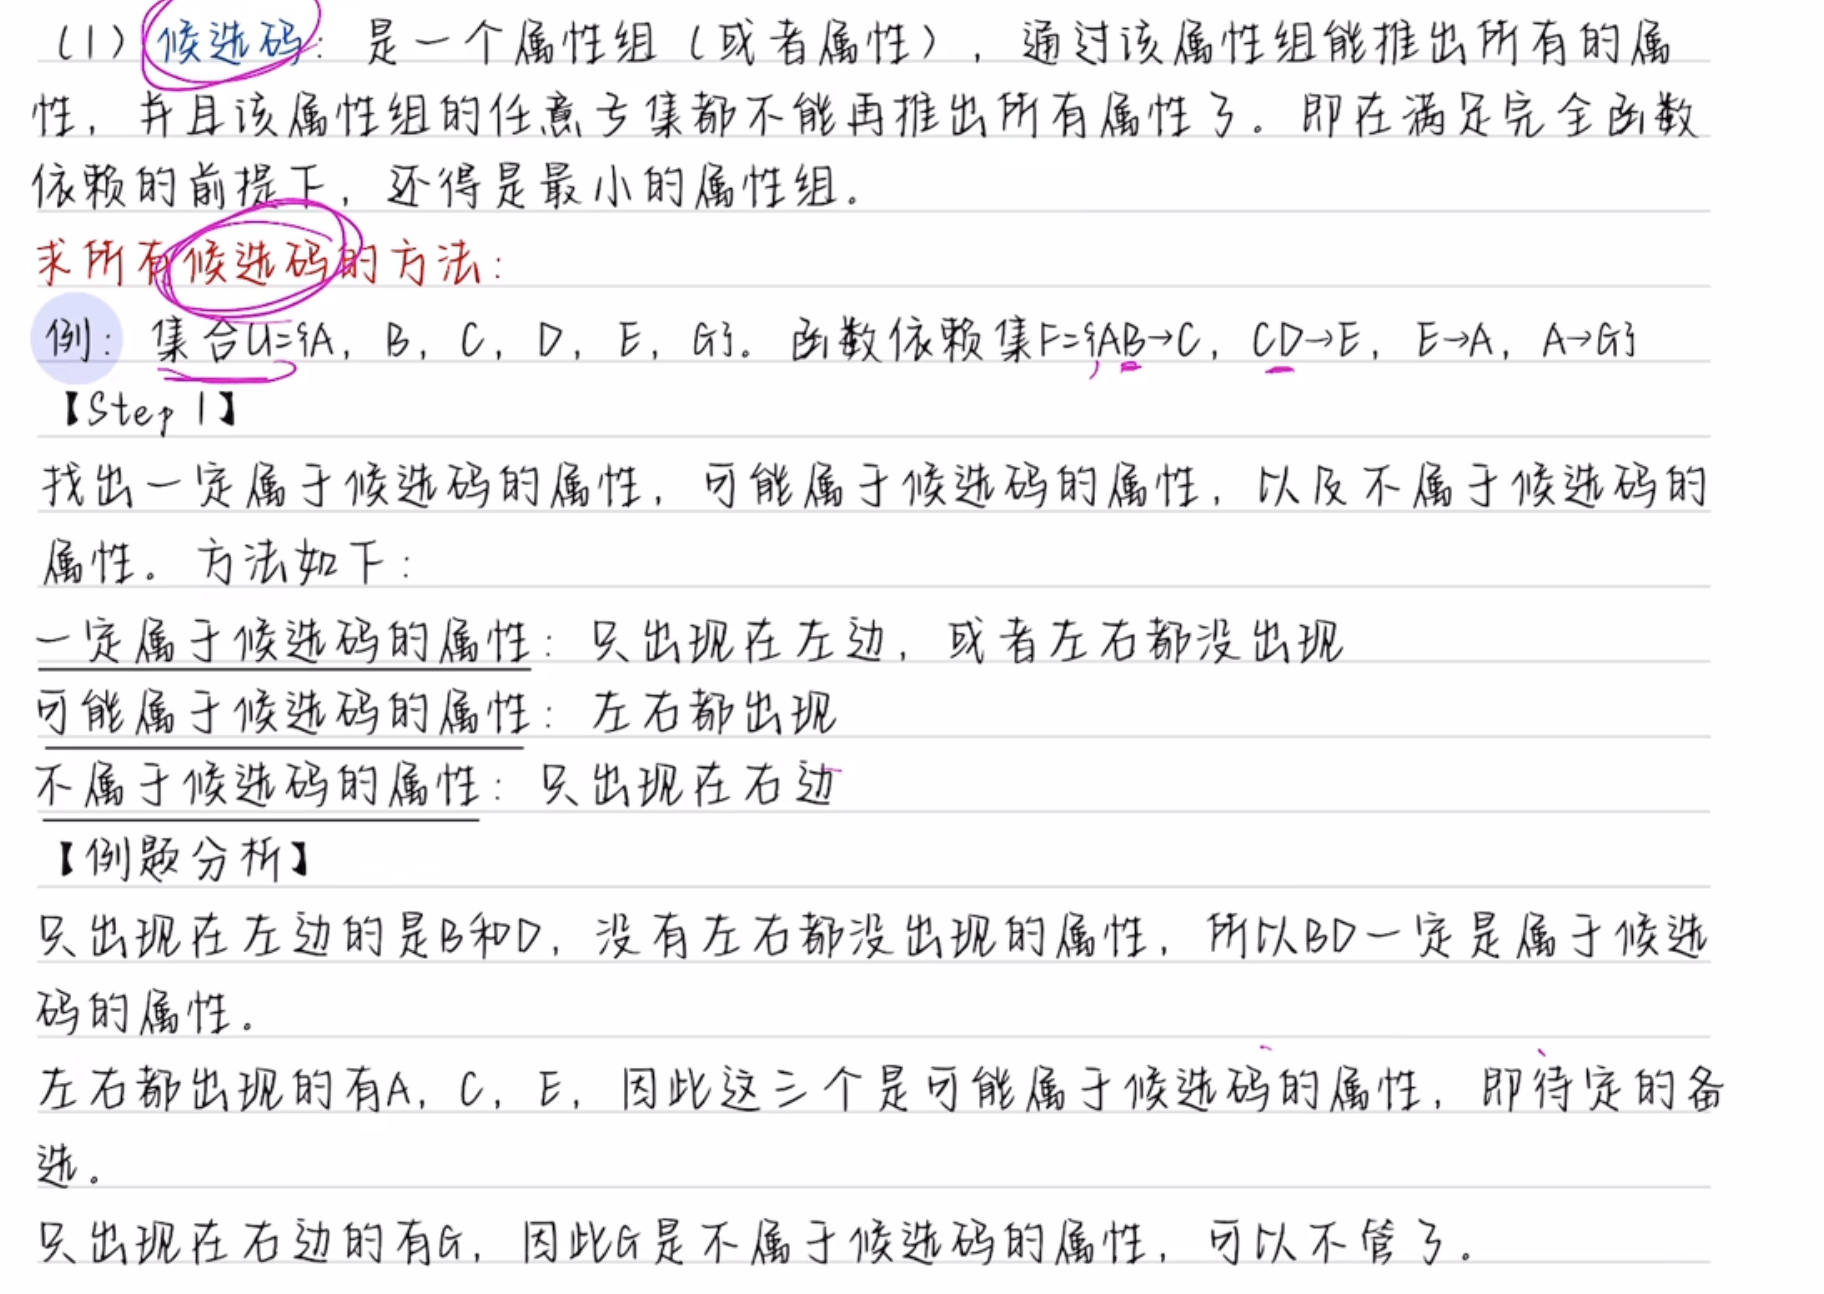 (1) 候选码：是一个属性组（或者属性），通过该属性组能推出所有的属
性，并且该属性组的任意子集都不能再推出所有属性了。即在满足完全函数
依赖的前提下，还得是最小的属性组。
求所有候选码的方法：
例：集合U={A，B，C，D，E，G}。函数依赖集F={AB→C，CD→E，E→A，A→G}
【Step 1】
找出一定属于候选码的属性，可能属于候选码的属性，以及不属于候选码的
属性。方法如下：
一定属于候选码的属性：只出现在左边，或者左右都没出现
可能属于候选码的属性：左右都出现
不属于候选码的属性：只出现在右边
【例题分析】
只出现在左边的是B和D，没有左右都没出现的属性，所以BD一定是属于候选
码的属性。
左右都出现的有A，C，E，因此这三个是可能属于候选码的属性，即待定的备
选。
只出现在右边的有G，因此G是不属于候选码的属性，可以不管了。